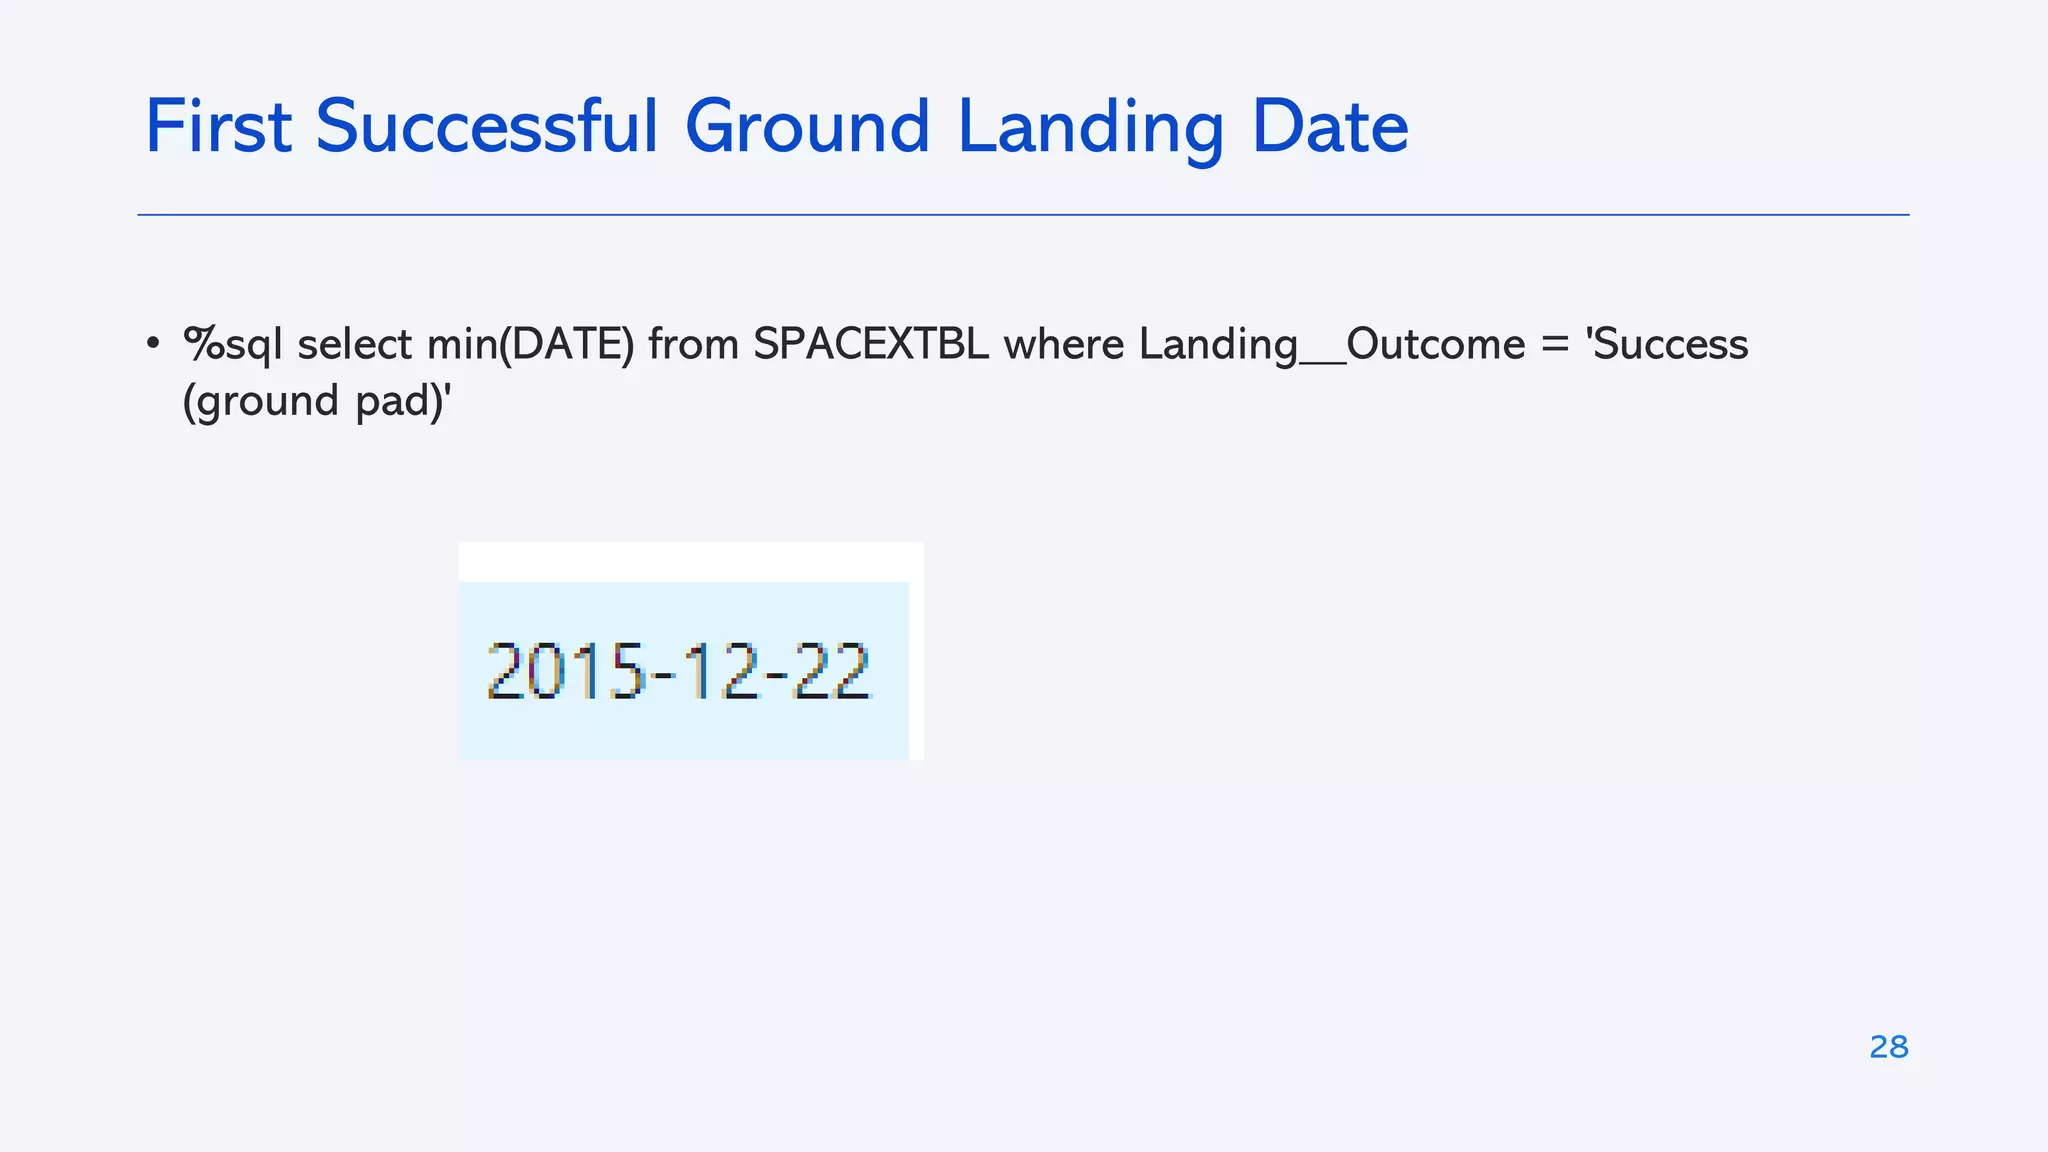 First Successful Ground Landing Date
• %sql select min(DATE) from SPACEXTBL where Landing__Outcome = 'Success
(ground pad)'
2015-12-22
28